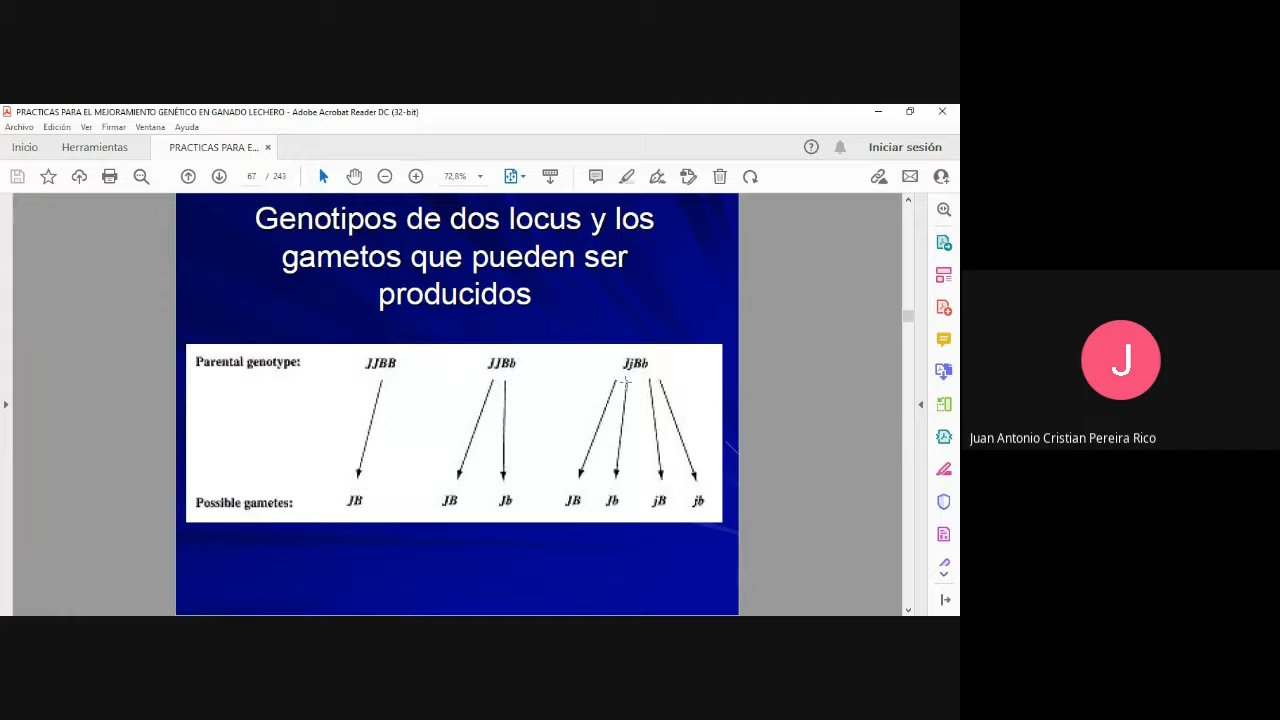 PRACTICAS PARA EL MEJORAMIENTO GENÉTICO EN GANADO LECHERO - Adobe Acrobat Reader DC (32-bit)
Archivo Edición Ver Firmar Ventana Ayuda
Inicio Herramientas PRACTICAS PARA E... × Iniciar sesión
67 / 243 72,8%
Genotipos de dos locus y los
gametos que pueden ser
producidos
Parental genotype: JJBB JJBb JjBb
Possible gametes: JB JB Jb JB Jb jB jb
J
Juan Antonio Cristian Pereira Rico